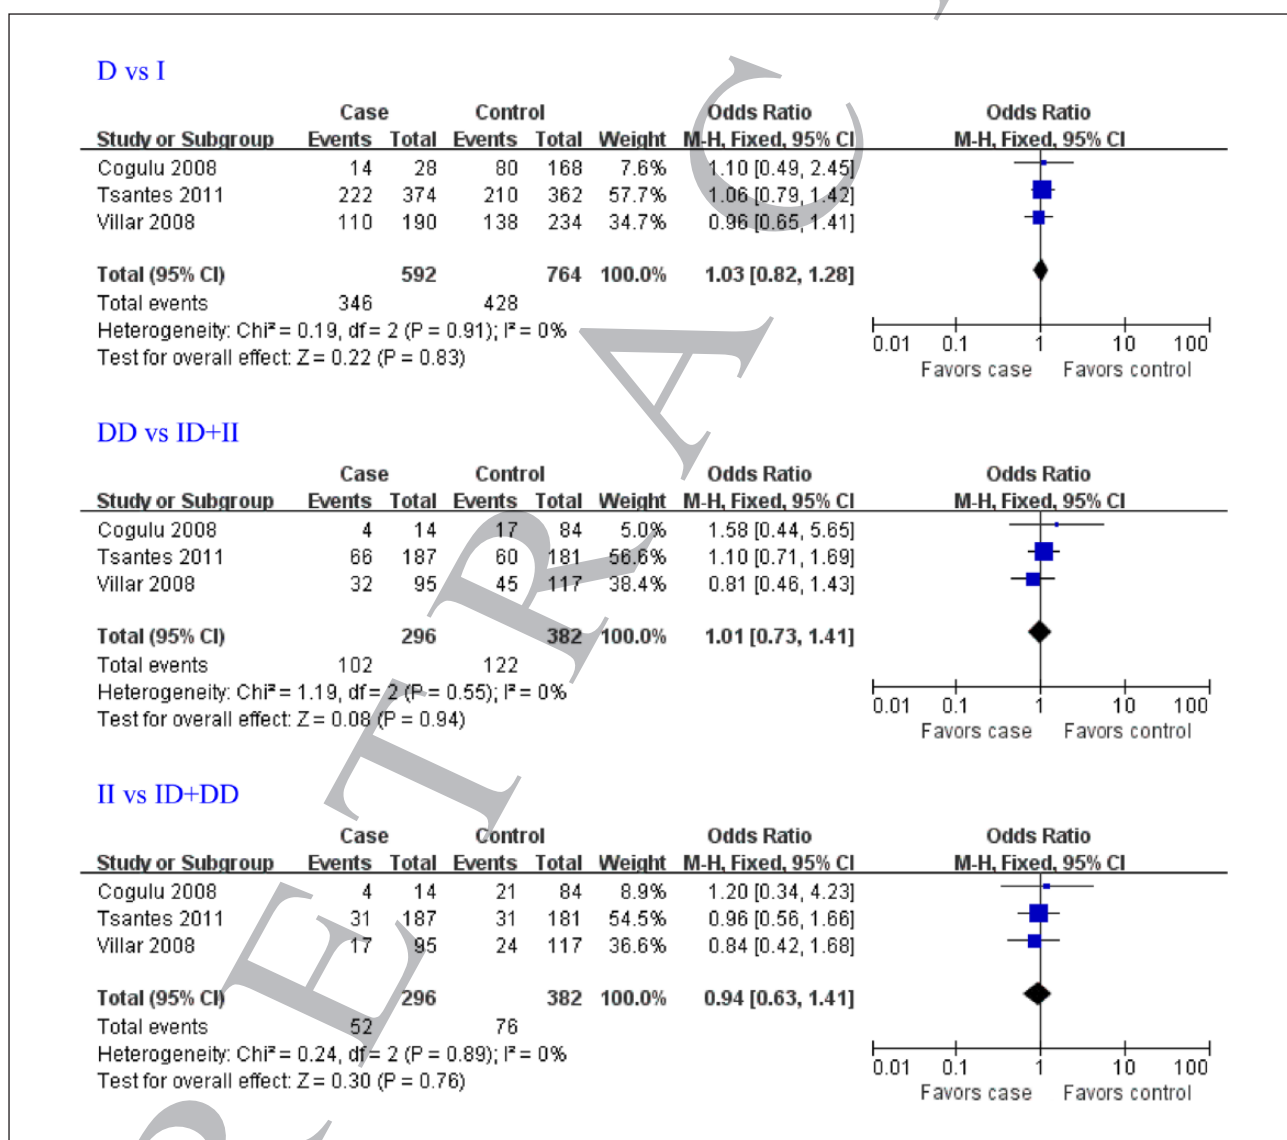 D vs I
Case Control Odds Ratio Odds Ratio
Study or Subgroup Events Total Events Total Weight M-H, Fixed, 95% CI M-H, Fixed, 95% CI
Cogulu 2008 14 28 80 168 7.6% 1.10 [0.49, 2.45]
Tsantes 2011 222 374 210 362 57.7% 1.06 [0.79, 1.42]
Villar 2008 110 190 138 234 34.7% 0.96 [0.65, 1.41]
Total (95% CI) 592 764 100.0% 1.03 [0.82, 1.28]
Total events 346 428
Heterogeneity: Chi² = 0.19, df = 2 (P = 0.91); I² = 0%
Test for overall effect: Z = 0.22 (P = 0.83)
0.01 0.1 1 10 100
Favors case Favors control
DD vs ID+II
Case Control Odds Ratio Odds Ratio
Study or Subgroup Events Total Events Total Weight M-H, Fixed, 95% CI M-H, Fixed, 95% CI
Cogulu 2008 4 14 17 84 5.0% 1.58 [0.44, 5.65]
Tsantes 2011 66 187 60 181 56.6% 1.10 [0.71, 1.69]
Villar 2008 32 95 45 117 38.4% 0.81 [0.46, 1.43]
Total (95% CI) 296 382 100.0% 1.01 [0.73, 1.41]
Total events 102 122
Heterogeneity: Chi² = 1.19, df = 2 (P = 0.55); I² = 0%
Test for overall effect: Z = 0.08 (P = 0.94)
0.01 0.1 1 10 100
Favors case Favors control
II vs ID+DD
Case Control Odds Ratio Odds Ratio
Study or Subgroup Events Total Events Total Weight M-H, Fixed, 95% CI M-H, Fixed, 95% CI
Cogulu 2008 4 14 21 84 8.9% 1.20 [0.34, 4.23]
Tsantes 2011 31 187 31 181 54.5% 0.96 [0.56, 1.66]
Villar 2008 17 95 24 117 36.6% 0.84 [0.42, 1.68]
Total (95% CI) 296 382 100.0% 0.94 [0.63, 1.41]
Total events 52 76
Heterogeneity: Chi² = 0.24, df = 2 (P = 0.89); I² = 0%
Test for overall effect: Z = 0.30 (P = 0.76)
0.01 0.1 1 10 100
Favors case Favors control
RETRAC